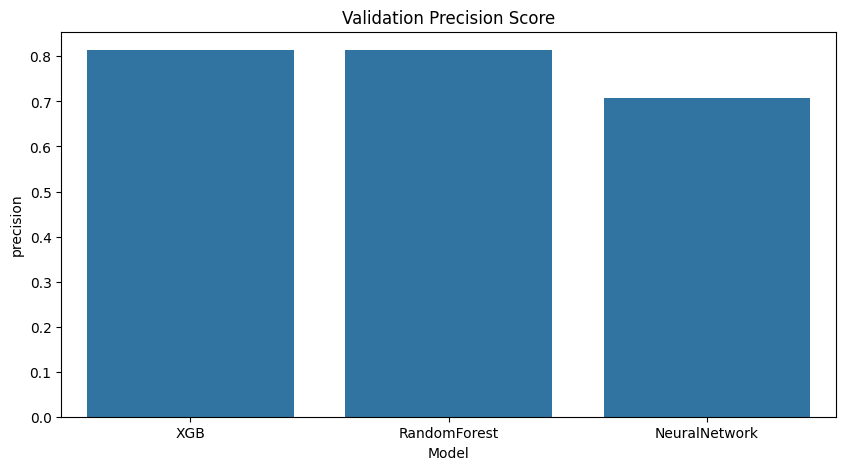 Validation Precision Score
precision
0.8
0.7
0.6
0.5
0.4
0.3
0.2
0.1
0.0
XGB RandomForest NeuralNetwork
Model